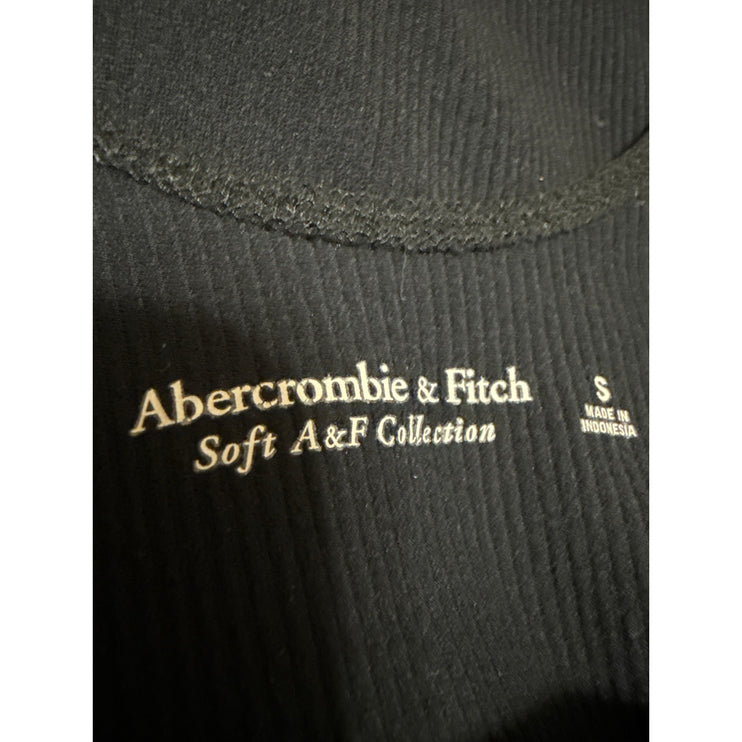 Abercrombie & Fitch
Soft A&F Collection
S
MADE IN
INDONESIA